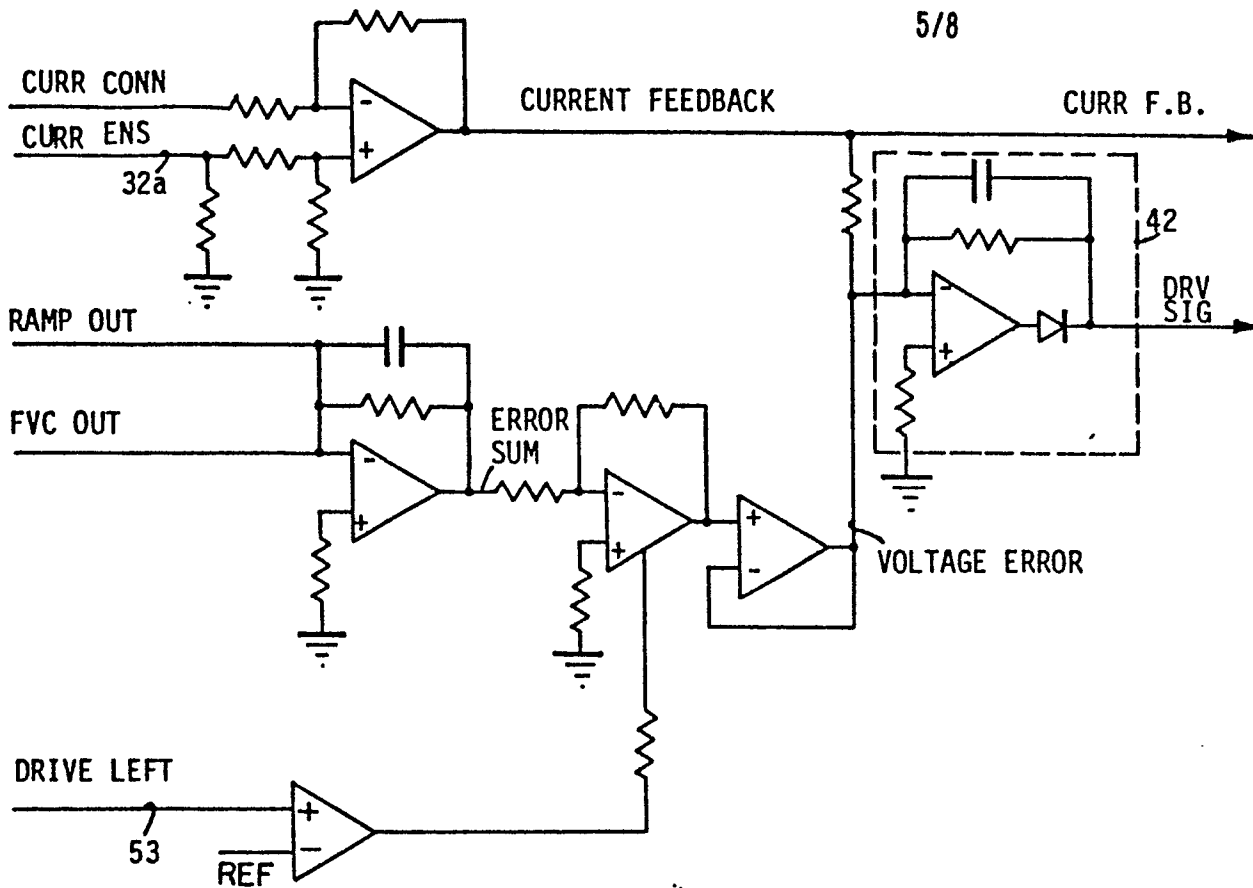 5/8
CURR CONN
CURRENT FEEDBACK
CURR F.B.
CURR ENS
32a
42
DRV
SIG
RAMP OUT
FVC OUT
ERROR
SUM
VOLTAGE ERROR
DRIVE LEFT
53
REF
- + - + - + - + + - + -